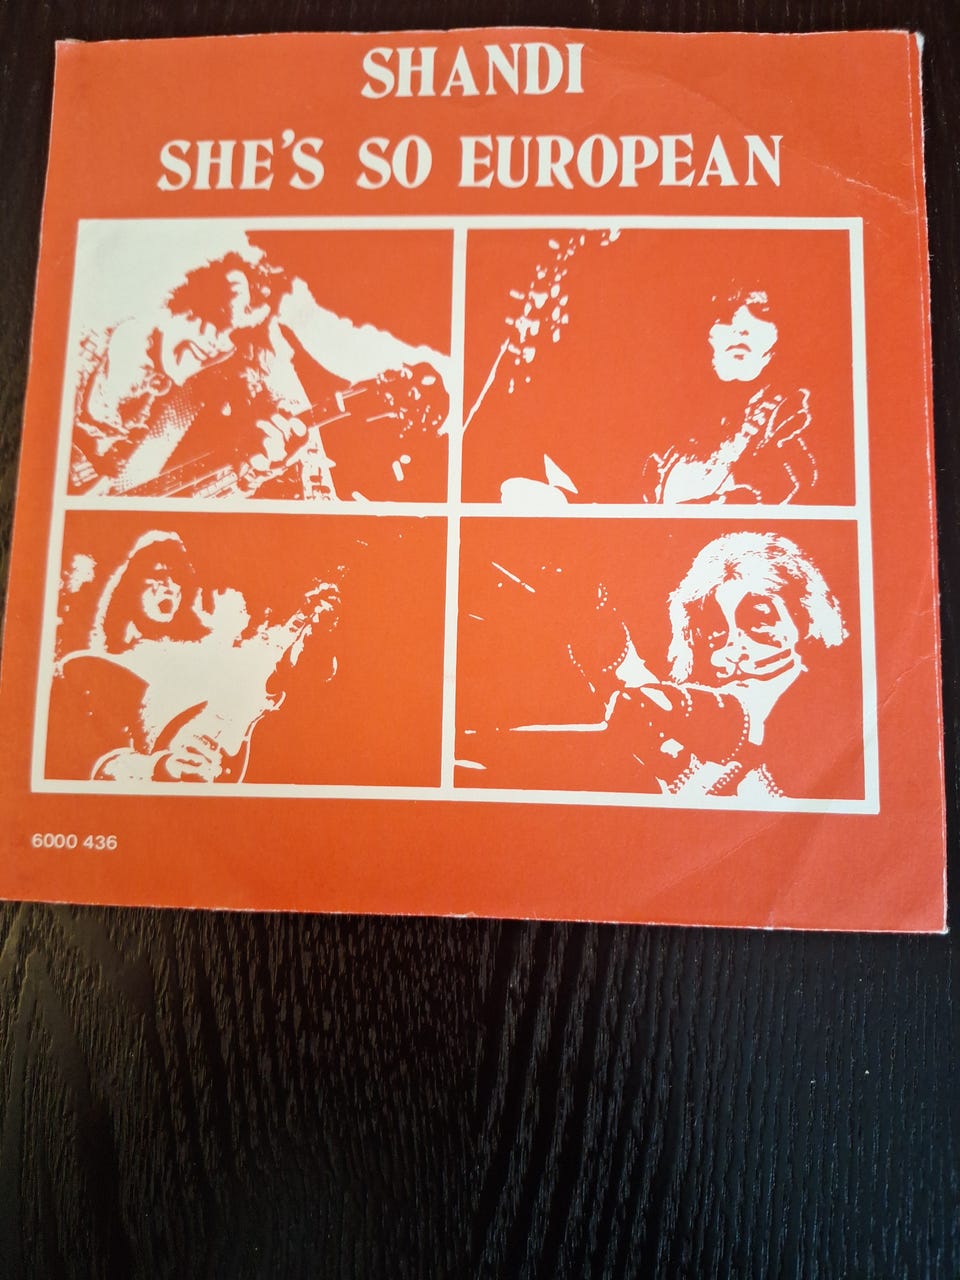 SHANDI
SHE'S SO EUROPEAN
6000 436